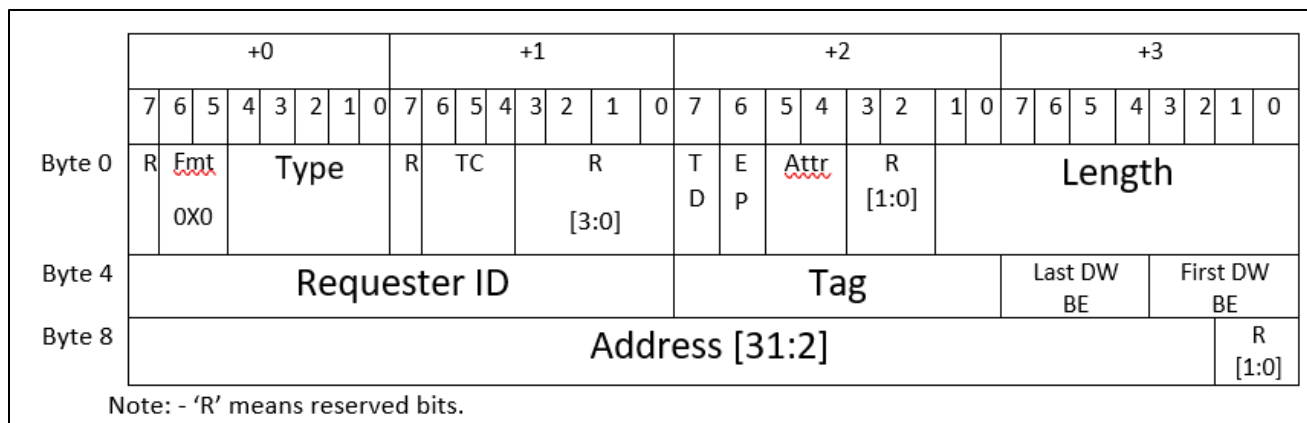 +0 +1 +2 +3
7 6 5 4 3 2 1 0 7 6 5 4 3 2 1 0 7 6 5 4 3 2 1 0 7 6 5 4 3 2 1 0
Byte 0 R Fmt Type R TC R T E Attr R Length
0X0 [3:0] D P [1:0]
Byte 4 Requester ID Tag Last DW First DW
BE BE
Byte 8 Address [31:2] R
[1:0]
Note: - ‘R’ means reserved bits.